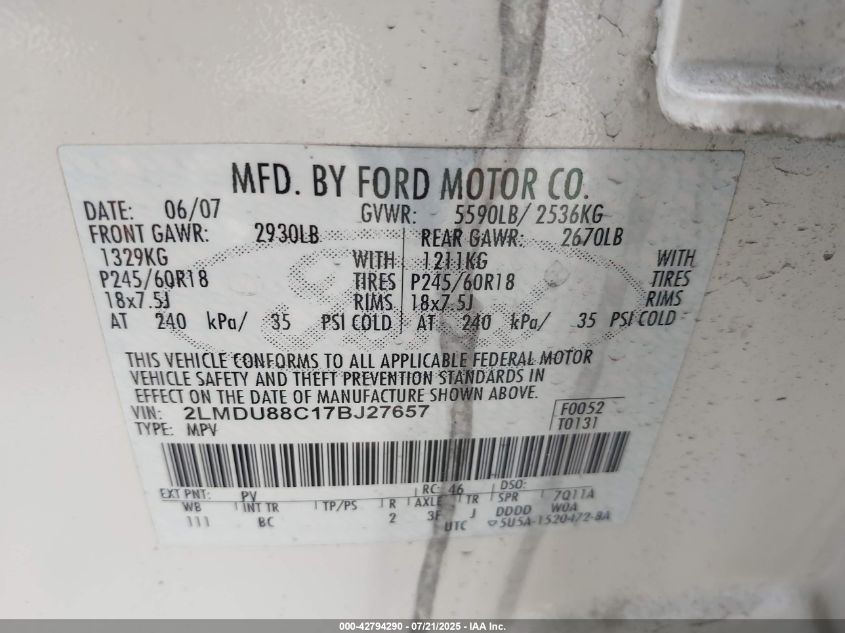 MFD. BY FORD MOTOR CO.
DATE: 06/07 GVWR: 5590LB/ 2536KG
FRONT GAWR: 2930LB REAR GAWR: 2670LB
1329KG WITH 1211KG WITH
P245/60R18 TIRES P245/60R18 TIRES
18x7.5J RIMS 18x7.5J RIMS
AT 240 kPa/ 35 PSI COLD AT 240 kPa/ 35 PSI COLD
THIS VEHICLE CONFORMS TO ALL APPLICABLE FEDERAL MOTOR
VEHICLE SAFETY AND THEFT PREVENTION STANDARDS IN
EFFECT ON THE DATE OF MANUFACTURE SHOWN ABOVE.
VIN: 2LMDU88C17BJ27657 F0052
TYPE: MPV T0131
EXT PNT: PV RC: 46 DSO:
WB INT TR TP/PS R AXLE TR SPR 7Q11A
111 BC 2 3F J DDDD W0A
UTC ▽5U5A-1520472-BA
000-42794290 - 07/21/2025 - IAA Inc.